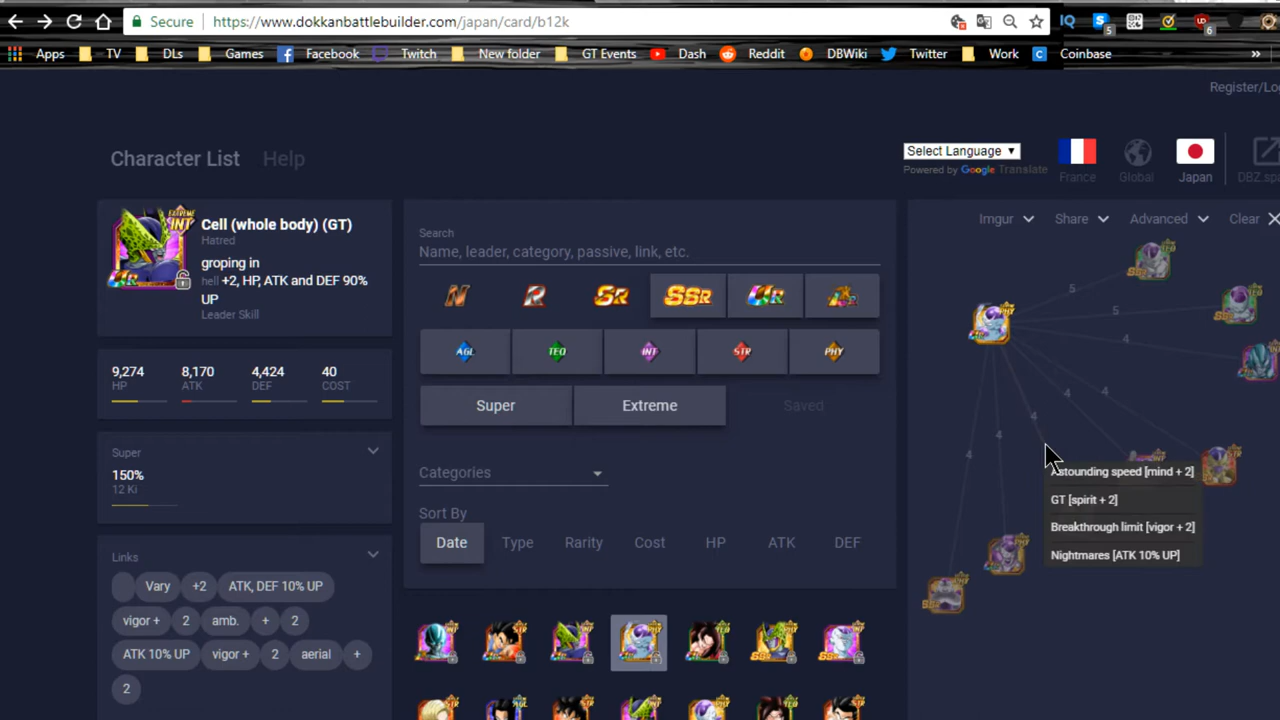 Secure https://www.dokkanbattlebuilder.com/japan/card/b12k
IQ 5 6
Apps TV DLs Games Facebook Twitch New folder GT Events Dash Reddit DBWiki Twitter Work Coinbase »
Register/Lo
Character List Help
Select Language ▼
Powered by Google Translate
France Global Japan DBZ.sp
Cell (whole body) (GT)
Hatred
groping in
hell +2, HP, ATK and DEF 90%
UP
Leader Skill
Search
Name, leader, category, passive, link, etc.
N R SR SSR UR
AGL TEQ INT STR PHY
Super Extreme Saved
Categories
Sort By
Date Type Rarity Cost HP ATK DEF
Imgur Share Advanced Clear
9,274 8,170 4,424 40
HP ATK DEF COST
Super
150%
12 Ki
Links
Vary +2 ATK, DEF 10% UP
vigor + 2 amb. + 2
ATK 10% UP vigor + 2 aerial +
2
5
5
4
4
4
4
4
4
Astounding speed [mind + 2]
GT [spirit + 2]
Breakthrough limit [vigor + 2]
Nightmares [ATK 10% UP]